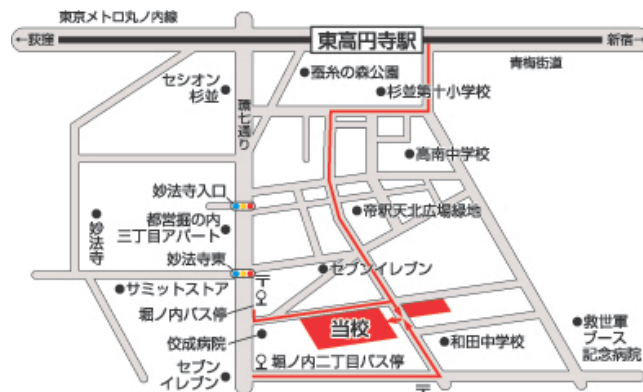 東京メトロ丸ノ内線
←荻窪
東高円寺駅
新宿→
青梅街道
蚕糸の森公園
セシオン
杉並
杉並第十小学校
環七通り
高南中学校
妙法寺入口
帝釈天北広場緑地
妙法寺
都営掘の内
三丁目アパート
妙法寺東
セブンイレブン
サミットストア
〒
堀ノ内バス停
当校
佼成病院
和田中学校
救世軍
ブース
記念病院
堀ノ内二丁目バス停
セブン
イレブン
〒